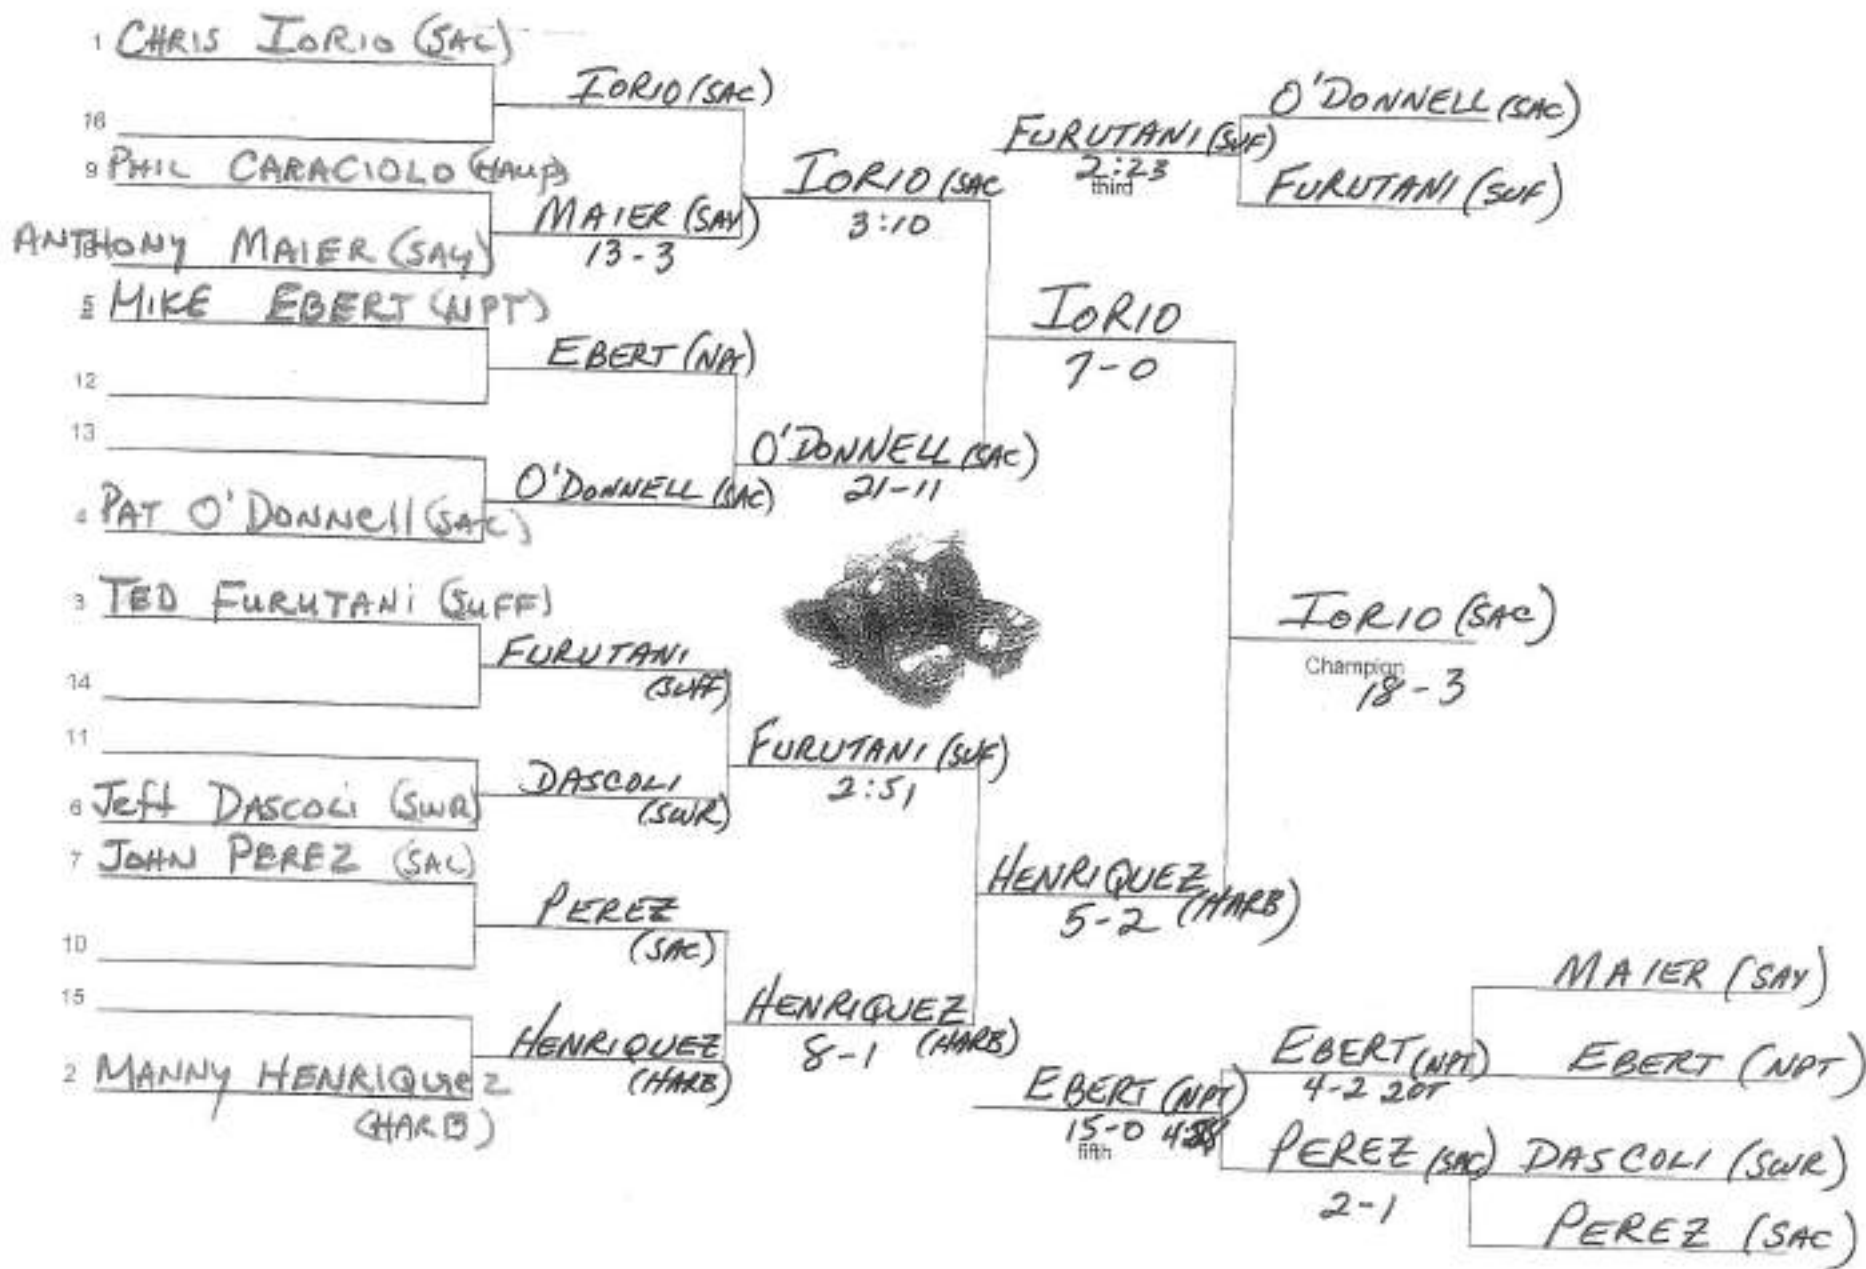 1 CHRIS IORIO (SAC)
16
9 PHIL CARACIOLO (HAUP)
ANTHONY MAIER (SAY)
5 MIKE EBERT (NPT)
12
13
4 PAT O'DONNEll (SAC)
3 TED FURUTANi (SUFF)
14
11
6 Jeff DASCOLi (SWR)
7 JOHN PEREZ (SAC)
10
15
2 MANNY HENRIQUEZ
(HARB)
IORIO (SAC)
MAIER (SAY)
13-3
EBERT (NPT)
O'DONNELL (SAC)
FURUTANI
(SUFF)
DASCOLI
(SWR)
PEREZ
(SAC)
HENRIQUEZ
(HARB)
IORIO (SAC
3:10
O'DONNELL (SAC)
21-11
FURUTANI (SUF)
2:51
HENRIQUEZ
8-1 (HARB)
IORIO
7-0
HENRIQUEZ
5-2 (HARB)
IORIO (SAC)
Champion
18-3
O'DONNELL (SAC)
FURUTANI (SUF)
FURUTANI (SUF)
2:23
third
MAIER (SAY)
EBERT (NPT)
EBERT (NPT)
4-2 2OT
DASCOLI (SWR)
PEREZ (SAC)
PEREZ (SAC)
2-1
EBERT (NPT)
15-0
fifth